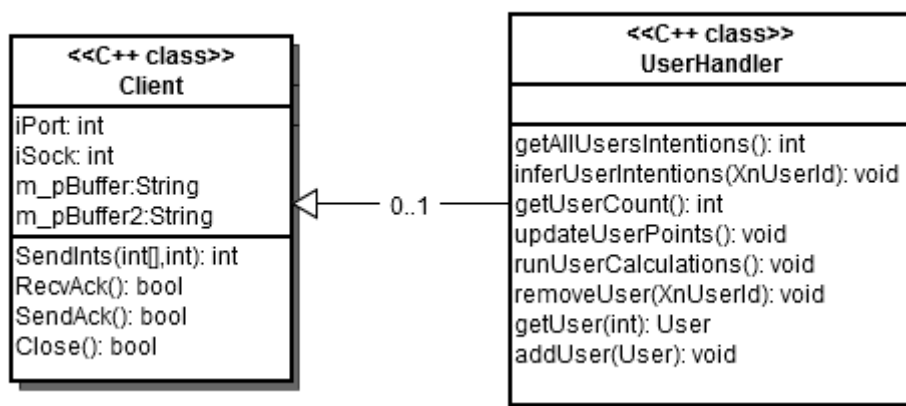 <<C++ class>>
Client
iPort: int
iSock: int
m_pBuffer:String
m_pBuffer2:String
SendInts(int[],int): int
RecvAck(): bool
SendAck(): bool
Close(): bool
0..1
<<C++ class>>
UserHandler
getAllUsersIntentions(): int
inferUserIntentions(XnUserId): void
getUserCount(): int
updateUserPoints(): void
runUserCalculations(): void
removeUser(XnUserId): void
getUser(int): User
addUser(User): void